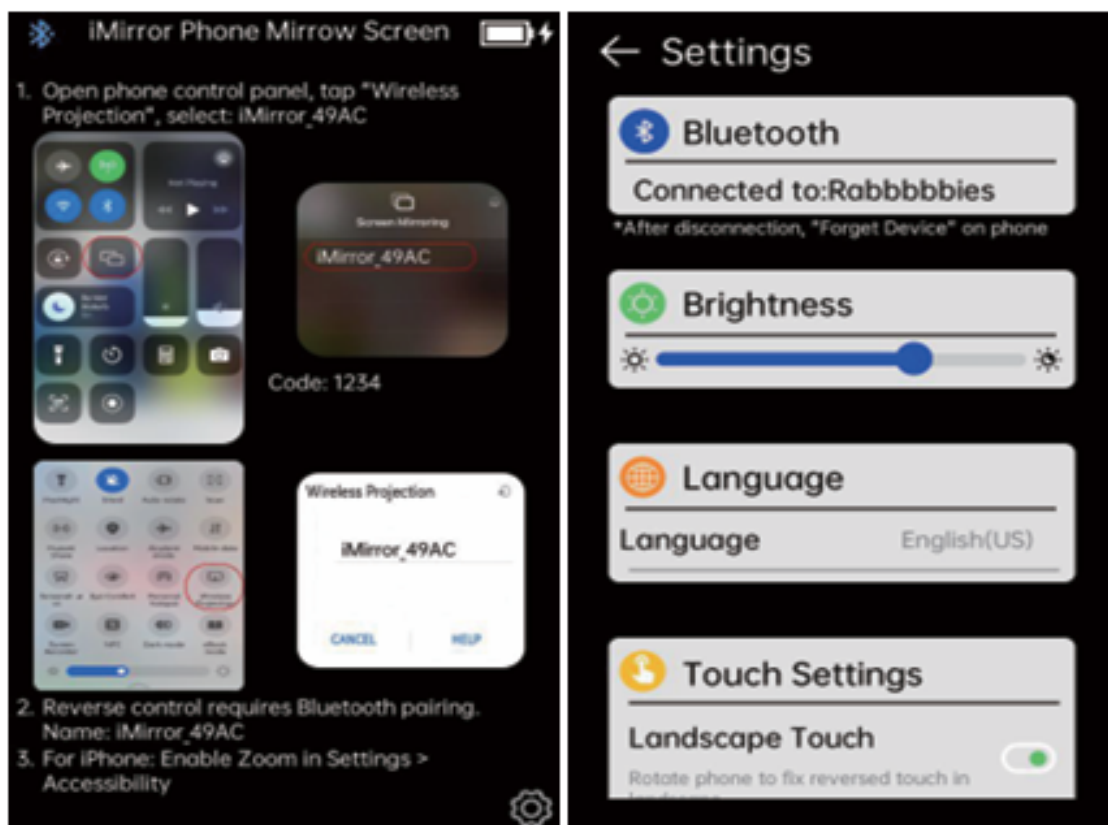 iMirror Phone Mirrow Screen
1. Open phone control panel, tap "Wireless
Projection", select: iMirror_49AC
Screen Mirroring
iMirror_49AC
Code: 1234
Wireless Projection
iMirror_49AC
CANCEL
HELP
2. Reverse control requires Bluetooth pairing.
Name: iMirror_49AC
3. For iPhone: Enable Zoom in Settings >
Accessibility
Settings
Bluetooth
Connected to:Rabbbbbies
*After disconnection, "Forget Device" on phone
Brightness
Language
Language English(US)
Touch Settings
Landscape Touch
Rotate phone to fix reversed touch in
landscape